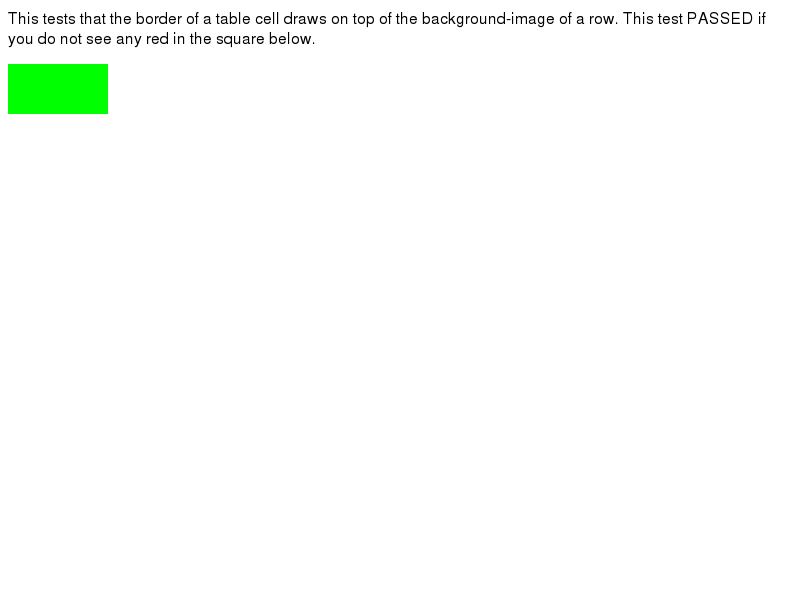 This tests that the border of a table cell draws on top of the background-image of a row. This test PASSED if
you do not see any red in the square below.